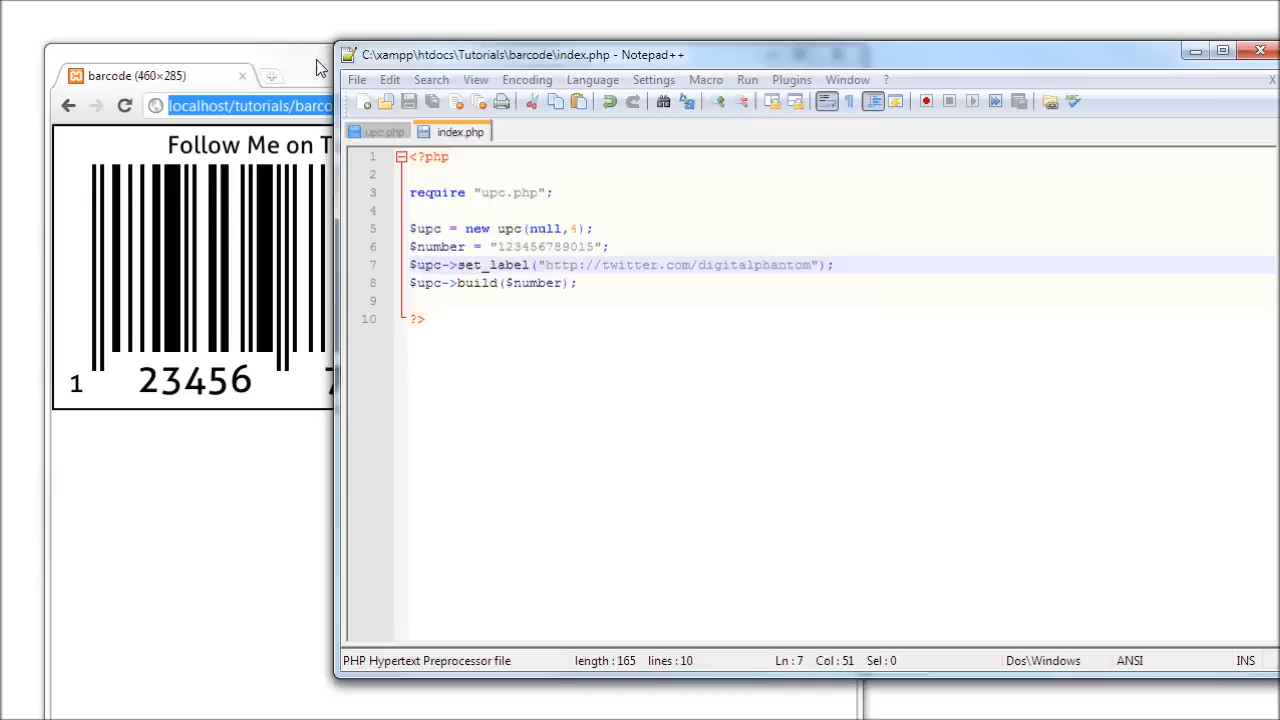 C:\xampp\htdocs\Tutorials\barcode\index.php - Notepad++
barcode (460×285)
File Edit Search View Encoding Language Settings Macro Run Plugins Window ? X
localhost/tutorials/barco
upc.php index.php
Follow Me on T
1 <?php
2
3 require "upc.php";
4
5 $upc = new upc(null,4);
6 $number = "123456789015";
7 $upc->set_label("http://twitter.com/digitalphantom");
8 $upc->build($number);
9
10 ?>
1 23456 7
PHP Hypertext Preprocessor file length : 165 lines : 10 Ln : 7 Col : 51 Sel : 0 Dos\Windows ANSI INS